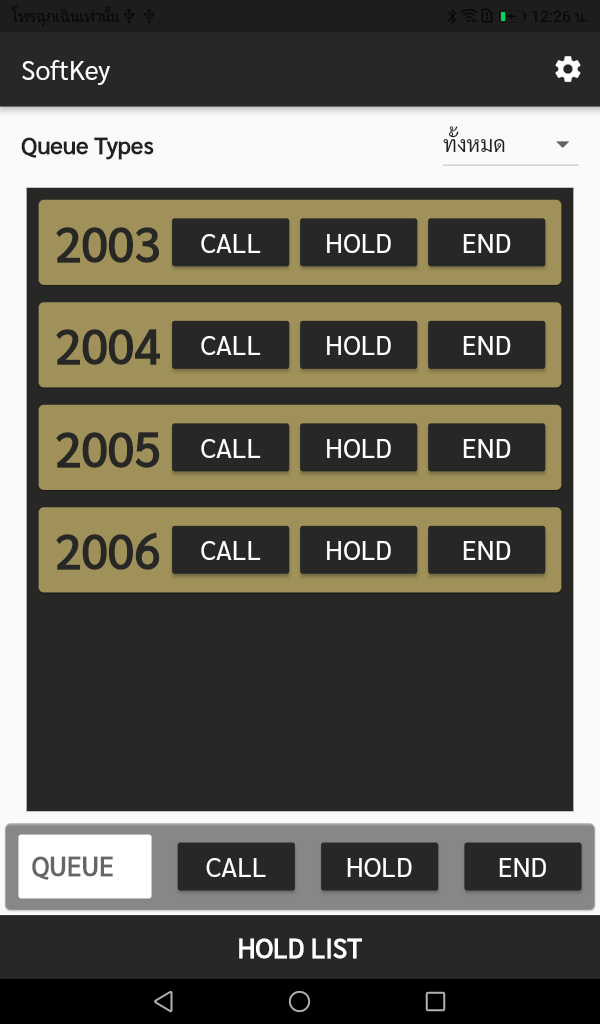 โทรฉุกเฉินเท่านั้น 12:26 น.
SoftKey
Queue Types ทั้งหมด
2003 CALL HOLD END
2004 CALL HOLD END
2005 CALL HOLD END
2006 CALL HOLD END
QUEUE CALL HOLD END
HOLD LIST